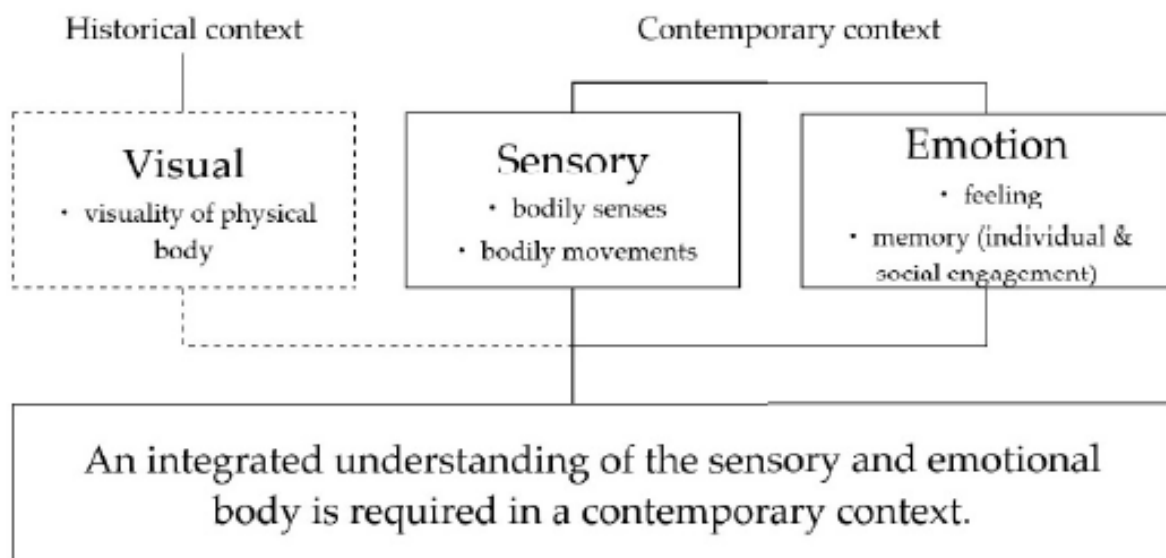 Historical context
Contemporary context
Visual
• visuality of physical
body
Sensory
• bodily senses
• bodily movements
Emotion
• feeling
• memory (individual &
social engagement)
An integrated understanding of the sensory and emotional
body is required in a contemporary context.